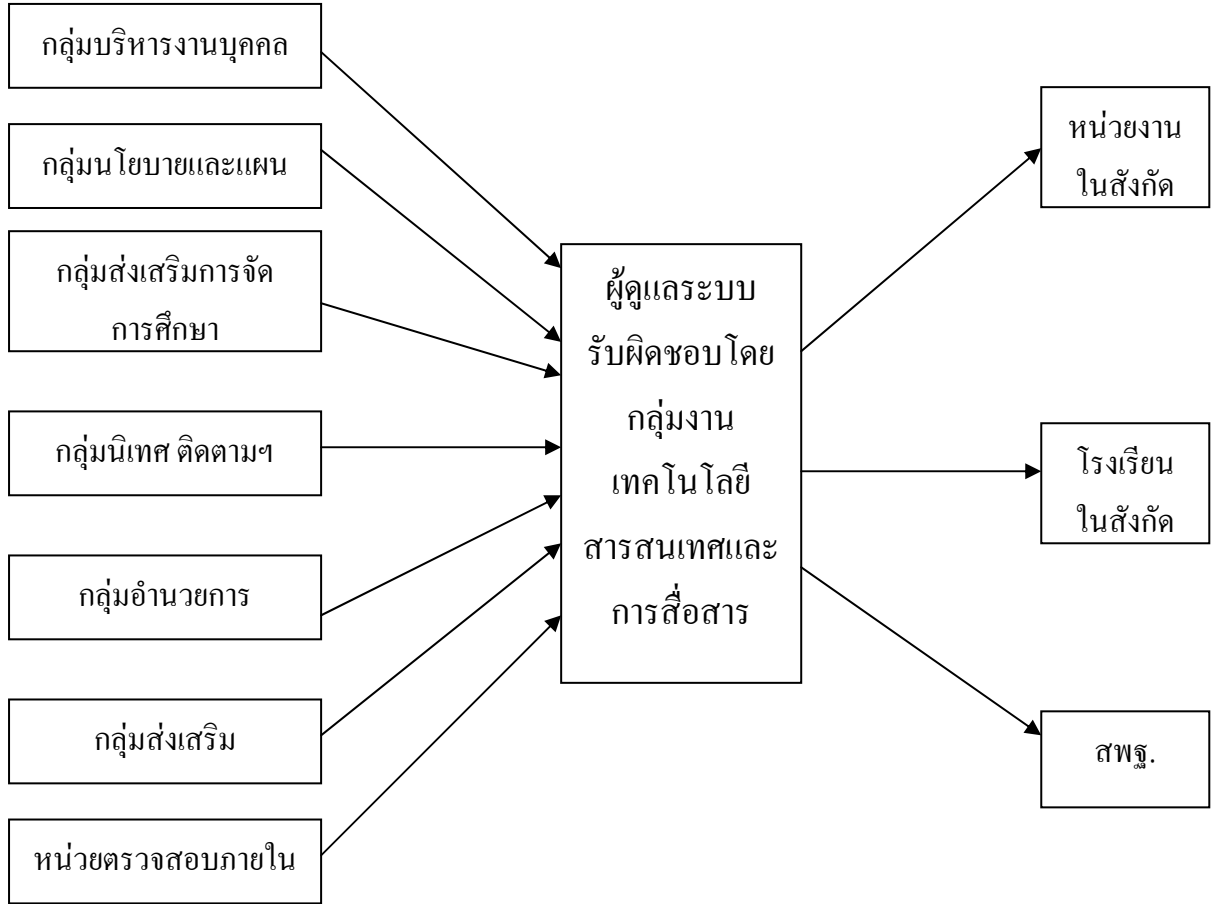 กลุ่มบริหารงานบุคคล
กลุ่มนโยบายและแผน
กลุ่มส่งเสริมการจัด
การศึกษา
กลุ่มนิเทศ ติดตามฯ
กลุ่มอำนวยการ
กลุ่มส่งเสริม
หน่วยตรวจสอบภายใน
ผู้ดูแลระบบ
รับผิดชอบโดย
กลุ่มงาน
เทคโนโลยี
สารสนเทศและ
การสื่อสาร
หน่วยงาน
ในสังกัด
โรงเรียน
ในสังกัด
สพฐ.